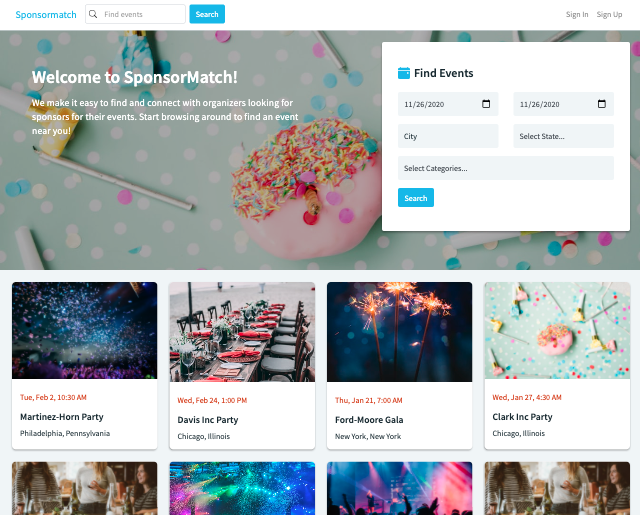 Sponsormatch
Find events
Search
Sign In
Sign Up
Welcome to SponsorMatch!
We make it easy to find and connect with organizers looking for
sponsors for their events. Start browsing around to find an event
near you!
Find Events
11/26/2020
11/26/2020
City
Select State...
Select Categories...
Search
Tue, Feb 2, 10:30 AM
Martinez-Horn Party
Philadelphia, Pennsylvania
Wed, Feb 24, 1:00 PM
Davis Inc Party
Chicago, Illinois
Thu, Jan 21, 7:00 AM
Ford-Moore Gala
New York, New York
Wed, Jan 27, 4:30 AM
Clark Inc Party
Chicago, Illinois